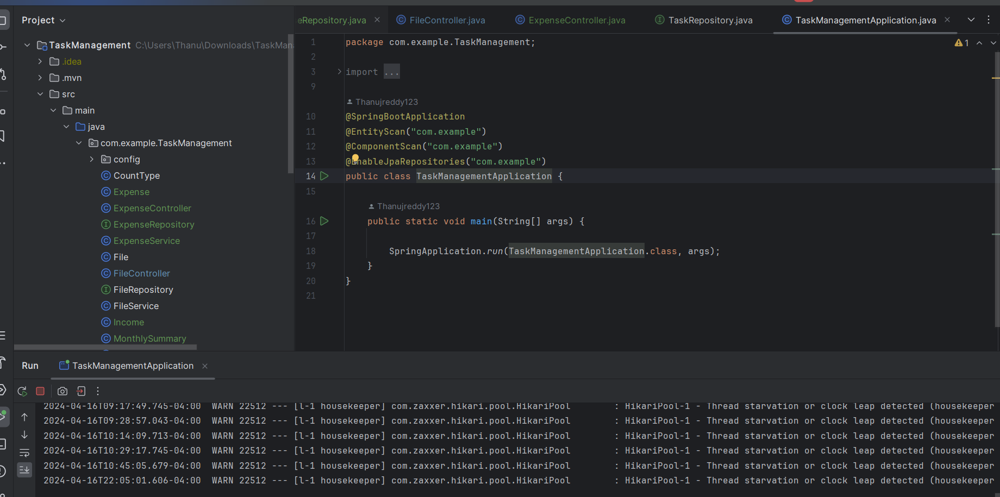 Project
TaskManagement C:\Users\Thanu\Downloads\TaskMan
.idea
.mvn
src
main
java
com.example.TaskManagement
config
CountType
Expense
ExpenseController
ExpenseRepository
ExpenseService
File
FileController
FileRepository
FileService
Income
MonthlySummary
eRepository.java FileController.java ExpenseController.java TaskRepository.java TaskManagementApplication.java
1
1 package com.example.TaskManagement;
2
3 import ...
9
Thanujreddy123
10 @SpringBootApplication
11 @EntityScan("com.example")
12 @ComponentScan("com.example")
13 @EnableJpaRepositories("com.example")
14 public class TaskManagementApplication {
15
Thanujreddy123
16 public static void main(String[] args) {
17
18 SpringApplication.run(TaskManagementApplication.class, args);
19 }
20 }
21
Run TaskManagementApplication
2024-04-16T09:17:49.745-04:00 WARN 22512 --- [l-1 housekeeper] com.zaxxer.hikari.pool.HikariPool : HikariPool-1 - Thread starvation or clock leap detected (housekeeper
2024-04-16T09:28:57.043-04:00 WARN 22512 --- [l-1 housekeeper] com.zaxxer.hikari.pool.HikariPool : HikariPool-1 - Thread starvation or clock leap detected (housekeeper
2024-04-16T10:14:09.713-04:00 WARN 22512 --- [l-1 housekeeper] com.zaxxer.hikari.pool.HikariPool : HikariPool-1 - Thread starvation or clock leap detected (housekeeper
2024-04-16T10:29:17.745-04:00 WARN 22512 --- [l-1 housekeeper] com.zaxxer.hikari.pool.HikariPool : HikariPool-1 - Thread starvation or clock leap detected (housekeeper
2024-04-16T10:45:05.679-04:00 WARN 22512 --- [l-1 housekeeper] com.zaxxer.hikari.pool.HikariPool : HikariPool-1 - Thread starvation or clock leap detected (housekeeper
2024-04-16T22:05:01.606-04:00 WARN 22512 --- [l-1 housekeeper] com.zaxxer.hikari.pool.HikariPool : HikariPool-1 - Thread starvation or clock leap detected (housekeeper